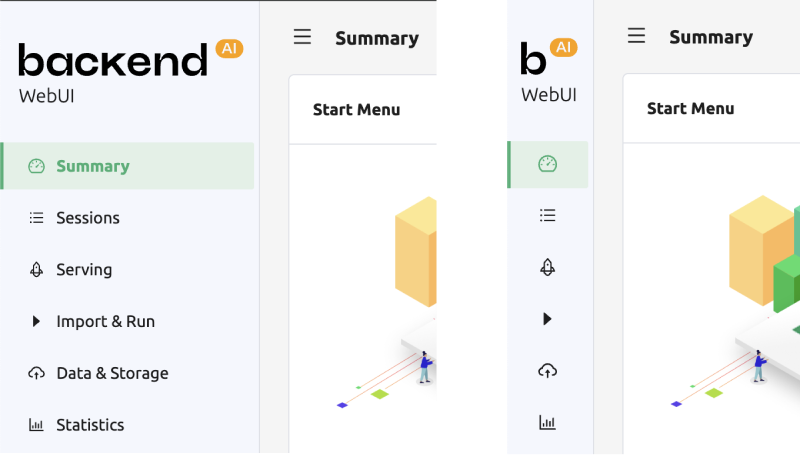 backend AI
WebUI
Summary
Start Menu
Summary
Sessions
Serving
Import & Run
Data & Storage
Statistics
b AI
WebUI
Summary
Start Menu